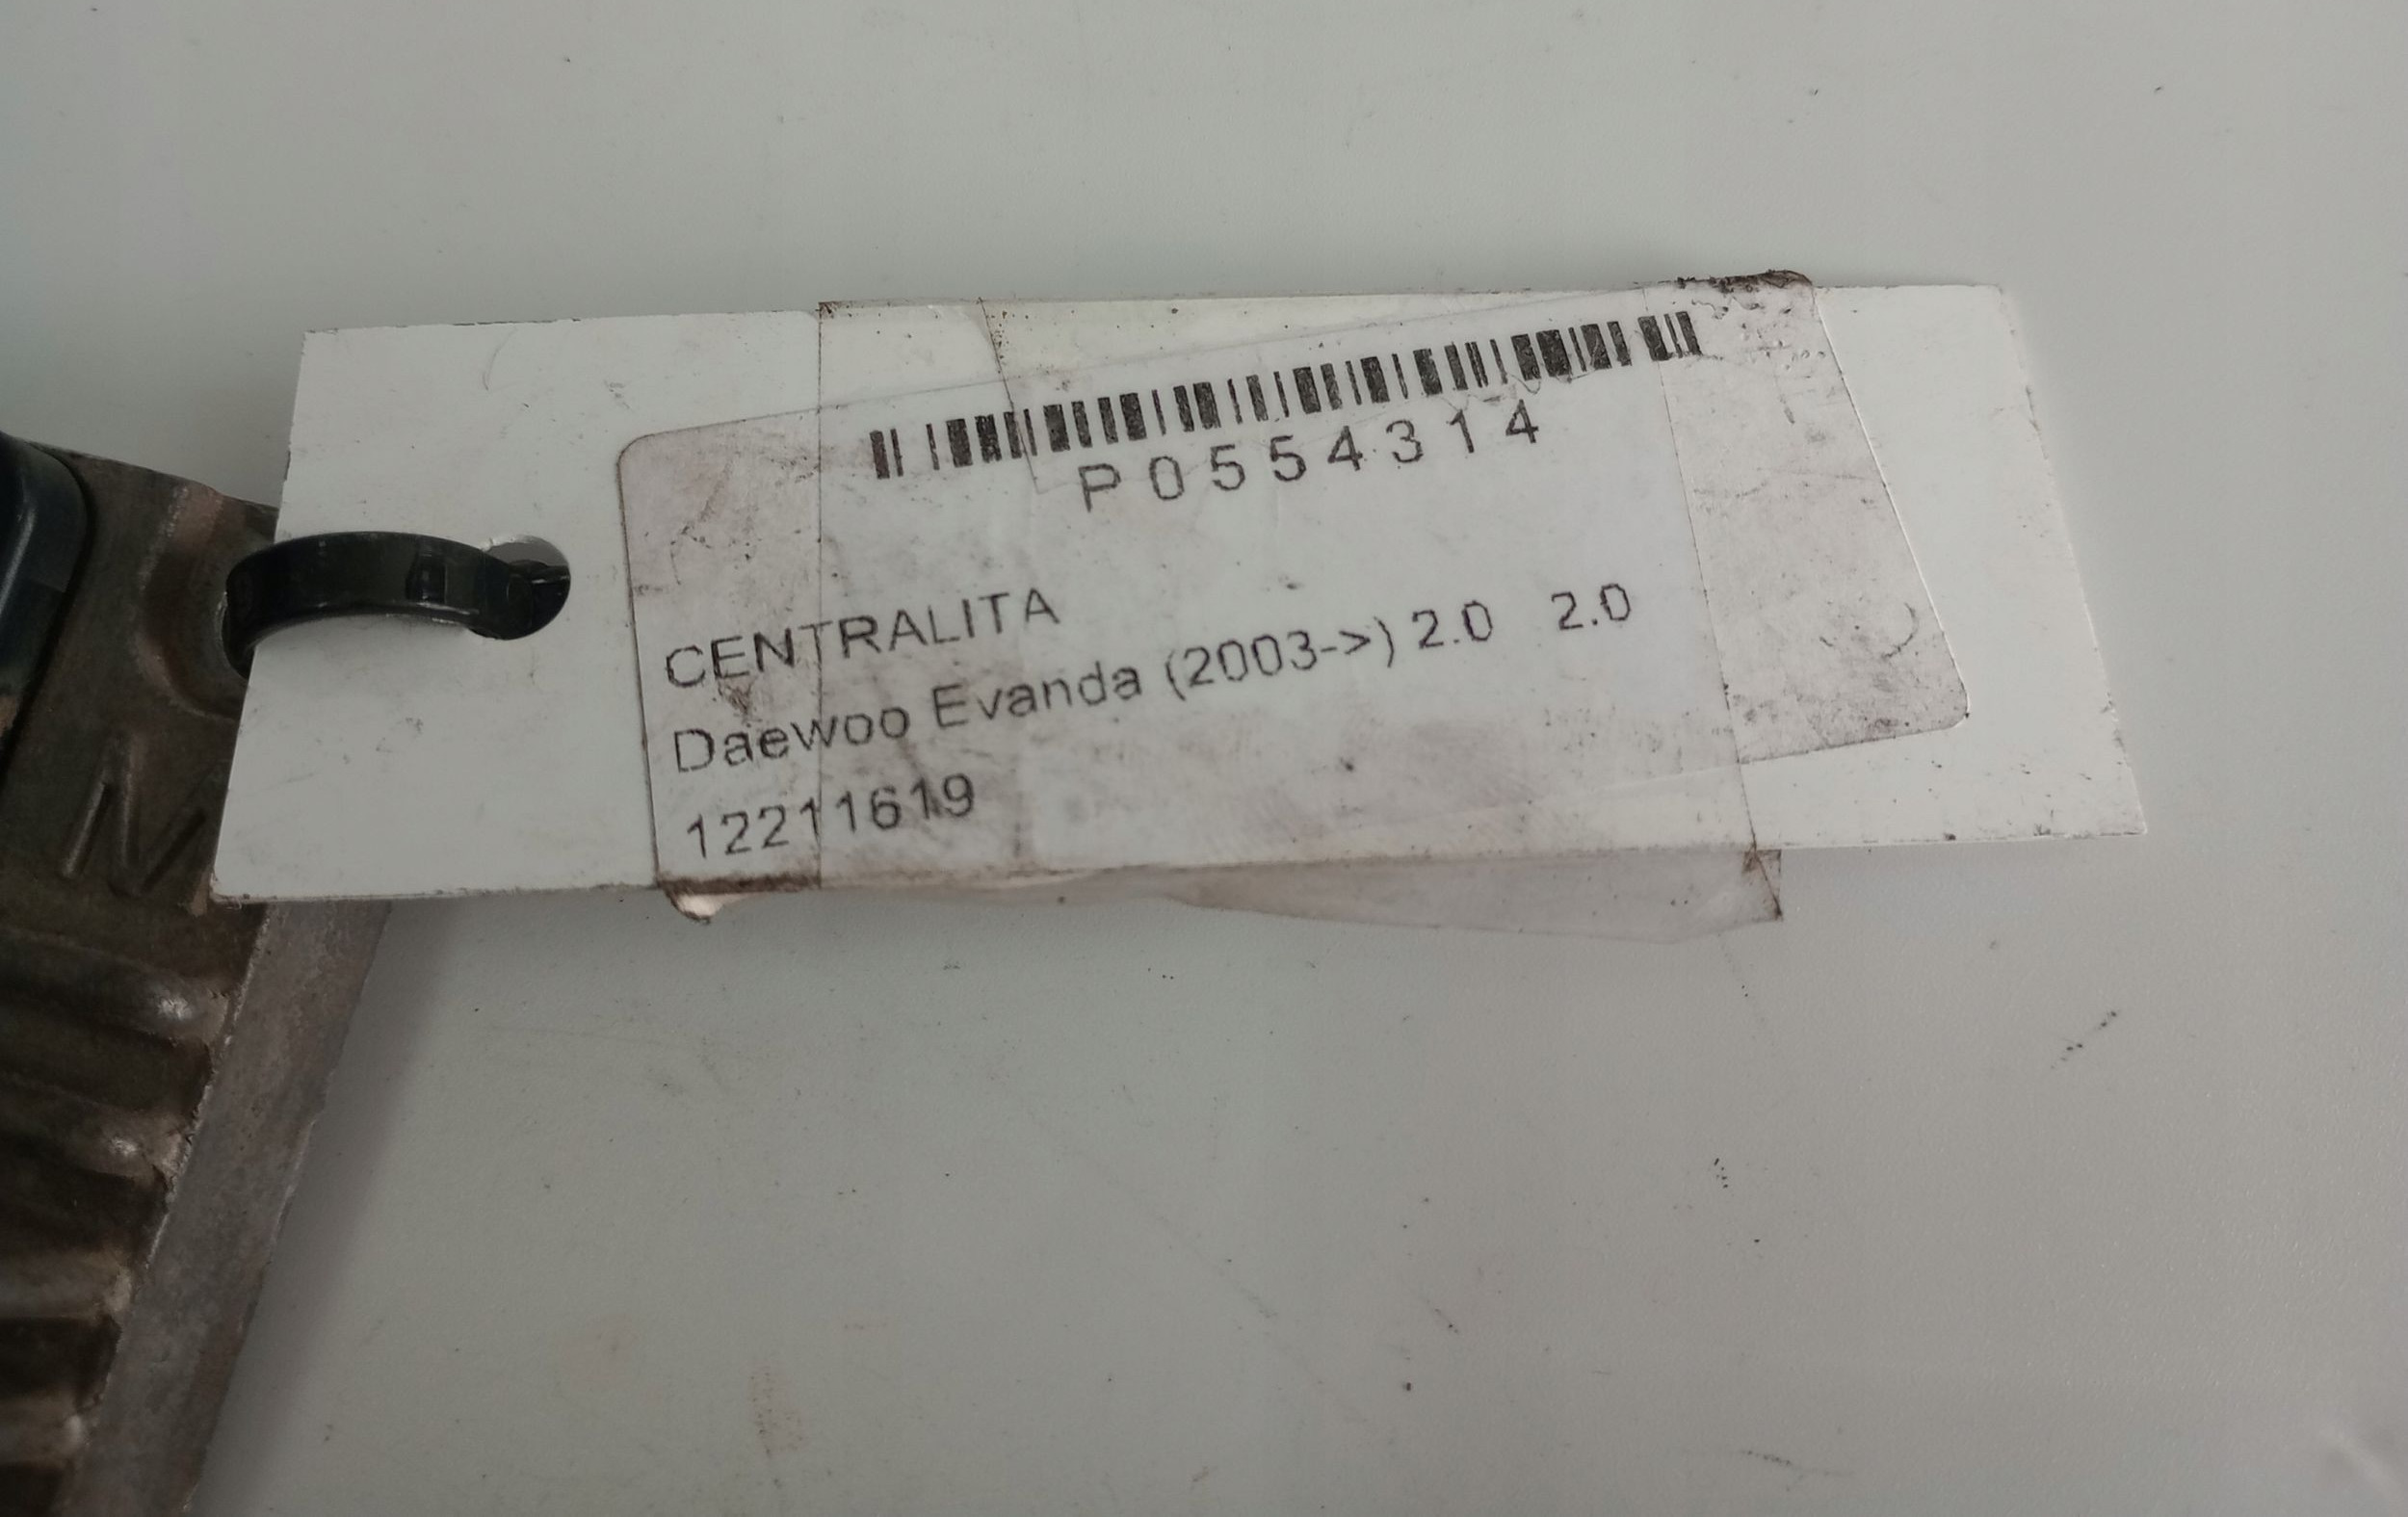 P0554314
CENTRALITA
Daewoo Evanda (2003->) 2.0 2.0
12211619